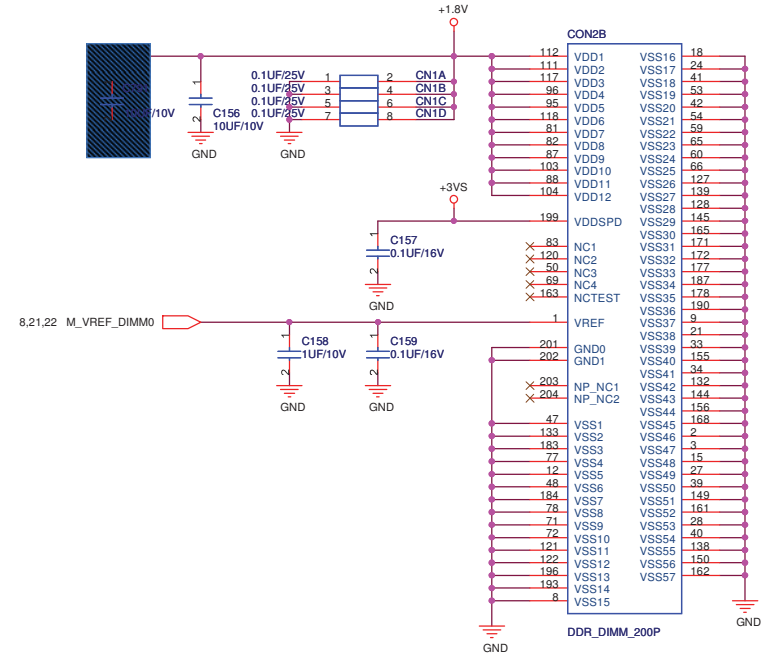 +1.8V
CON2B
0.1UF/25V 1 2 CN1A
0.1UF/25V 3 4 CN1B
0.1UF/25V 5 6 CN1C
0.1UF/25V 7 8 CN1D
/10V
1
2
C156
10UF/10V
GND
GND
112 VDD1
111 VDD2
117 VDD3
96 VDD4
95 VDD5
118 VDD6
81 VDD7
82 VDD8
87 VDD9
103 VDD10
88 VDD11
104 VDD12
+3VS
199 VDDSPD
1
2
C157
0.1UF/16V
GND
83 NC1
120 NC2
50 NC3
69 NC4
163 NCTEST
8,21,22 M_VREF_DIMM0
1 VREF
1
2
C158
1UF/10V
GND
1
2
C159
0.1UF/16V
GND
201 GND0
202 GND1
203 NP_NC1
204 NP_NC2
47 VSS1
133 VSS2
183 VSS3
77 VSS4
12 VSS5
48 VSS6
184 VSS7
78 VSS8
71 VSS9
72 VSS10
121 VSS11
122 VSS12
196 VSS13
193 VSS14
8 VSS15
GND
VSS16 18
VSS17 24
VSS18 41
VSS19 53
VSS20 42
VSS21 54
VSS22 59
VSS23 65
VSS24 60
VSS25 66
VSS26 127
VSS27 139
VSS28 128
VSS29 145
VSS30 165
VSS31 171
VSS32 172
VSS33 177
VSS34 187
VSS35 178
VSS36 190
VSS37 9
VSS38 21
VSS39 33
VSS40 155
VSS41 34
VSS42 132
VSS43 144
VSS44 156
VSS45 168
VSS46 2
VSS47 3
VSS48 15
VSS49 27
VSS50 39
VSS51 149
VSS52 161
VSS53 28
VSS54 40
VSS55 138
VSS56 150
VSS57 162
GND
DDR_DIMM_200P